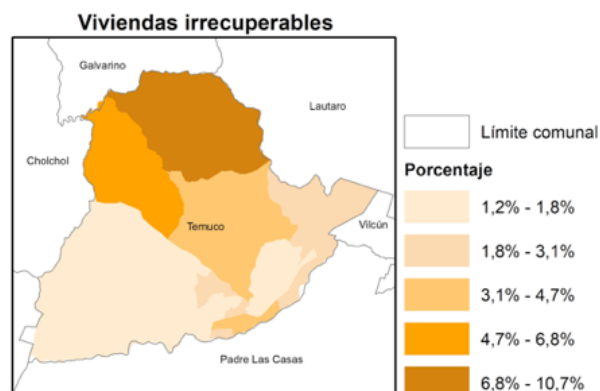 Viviendas irrecuperables
Galvarino
Lautaro
Cholchol
Temuco
Vilcún
Padre Las Casas
Límite comunal
Porcentaje
1,2% - 1,8%
1,8% - 3,1%
3,1% - 4,7%
4,7% - 6,8%
6,8% - 10,7%